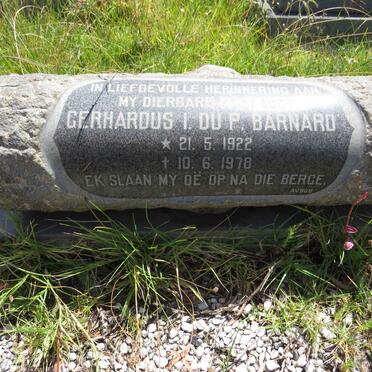 IN LIEFDEVOLLE HERINNERING AAN
MY DIERBARE
GERHARDUS I. DU P. BARNARD
★ 21. 5. 1922
✝ 10. 6. 1978
EK SLAAN MY OË OP NA DIE BERGE.